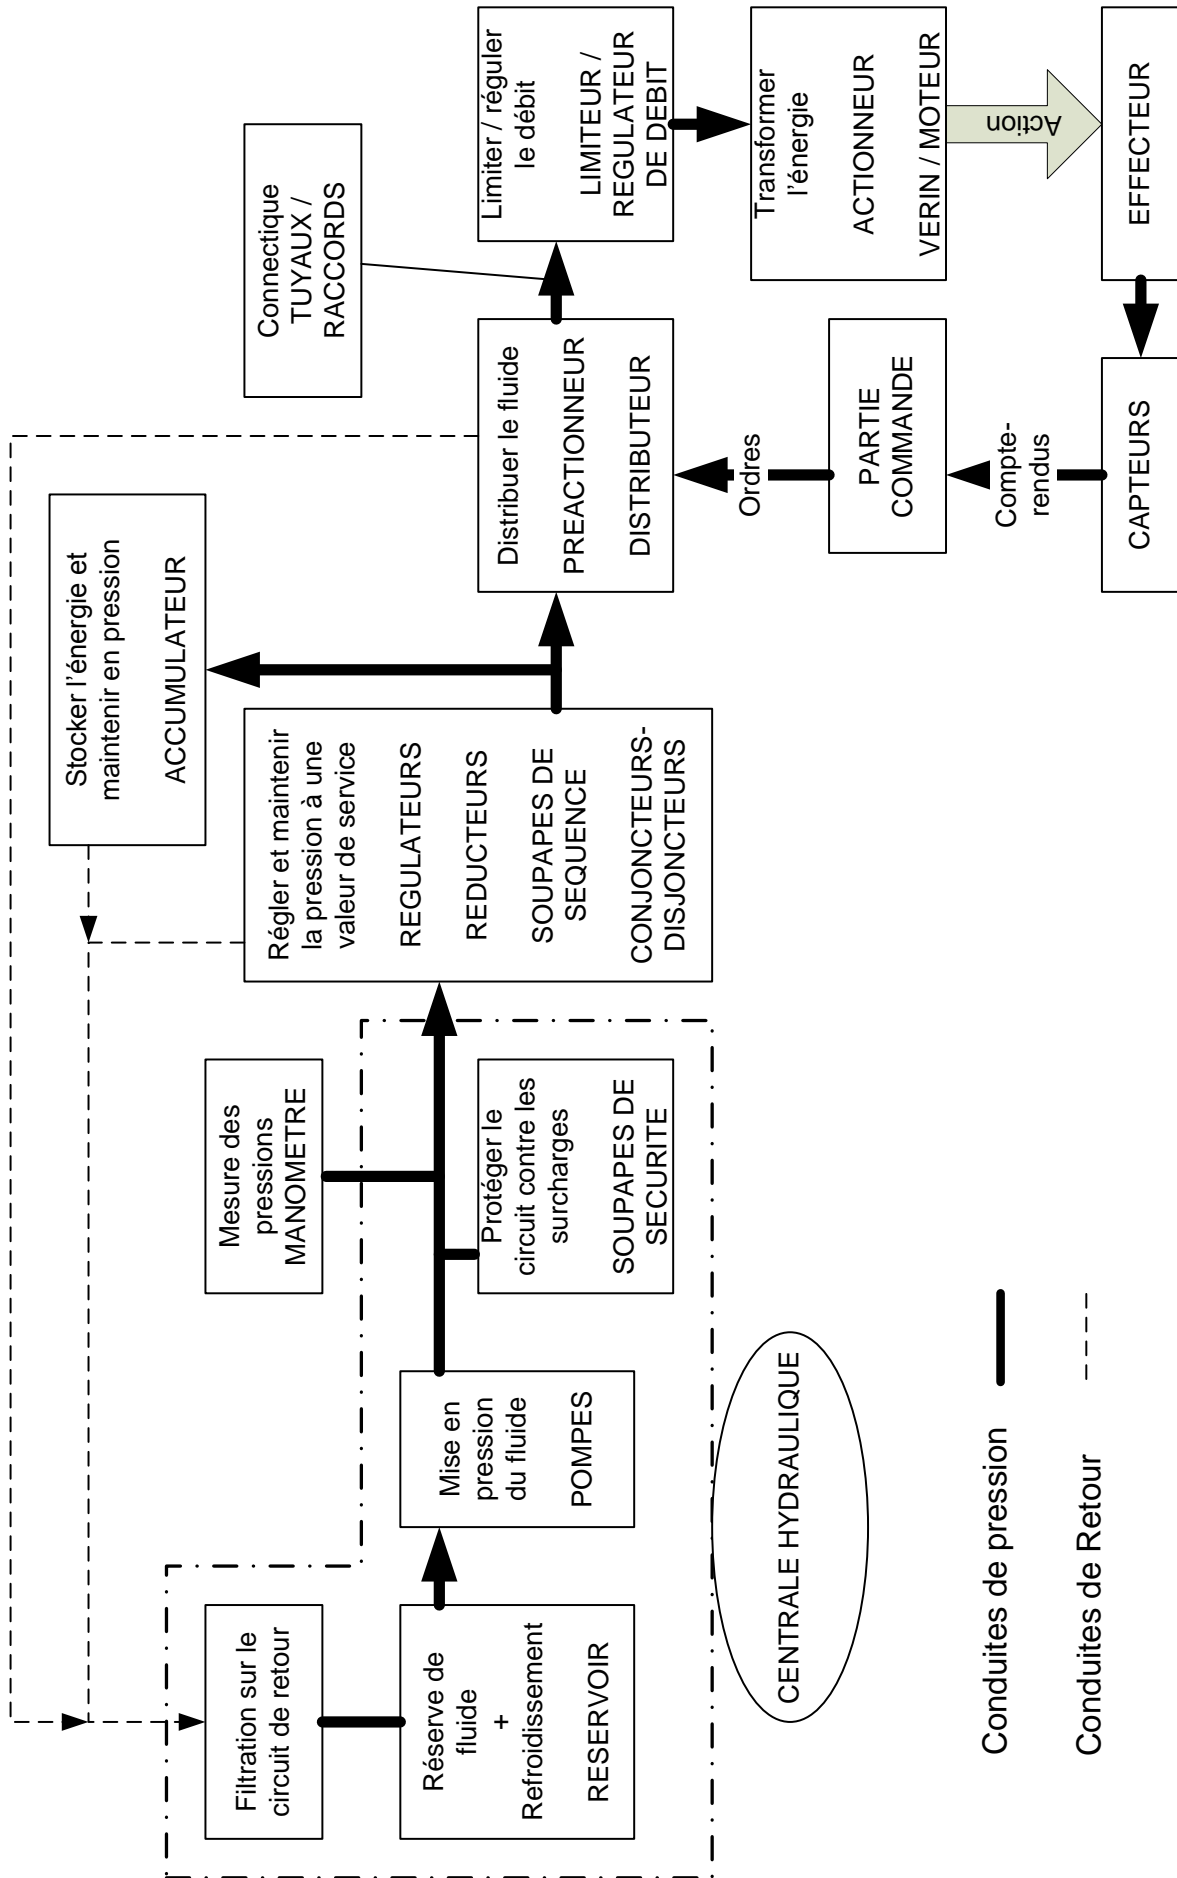 Filtration sur le
circuit de retour
Réserve de
fluide
+
Refroidissement
RESERVOIR
Mise en
pression
du fluide
POMPES
Mesure des
pressions
MANOMETRE
Protéger le
circuit contre les
surcharges
SOUPAPES DE
SECURITE
CENTRALE HYDRAULIQUE
Régler et maintenir
la pression à une
valeur de service
REGULATEURS
REDUCTEURS
SOUPAPES DE
SEQUENCE
CONJONCTEURS-
DISJONCTEURS
Stocker l'énergie et
maintenir en pression
ACCUMULATEUR
Distribuer le fluide
PREACTIONNEUR
DISTRIBUTEUR
Connectique
TUYAUX /
RACCORDS
Limiter / réguler
le débit
LIMITEUR /
REGULATEUR
DE DEBIT
Transformer
l'énergie
ACTIONNEUR
VERIN / MOTEUR
Action
EFFECTEUR
CAPTEURS
Compte-
rendus
PARTIE
COMMANDE
Ordres
Conduites de pression
Conduites de Retour